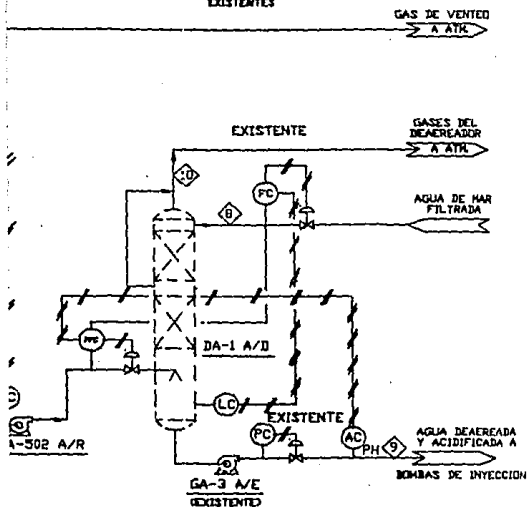 EXISTENTES
GAS DE VENTEO
A ATM.
GASES DEL
DEAEREADOR
A ATM.
EXISTENTE
10
FC
8
AGUA DE MAR
FILTRADA
DA-1 A/D
LC
EXISTENTE
PC
AC
PH
9
AGUA DEAEREADA
Y ACIDIFICADA A
BOMBAS DE INYECCION
A-502 A/R
GA-3 A/E
(EXISTENTE)